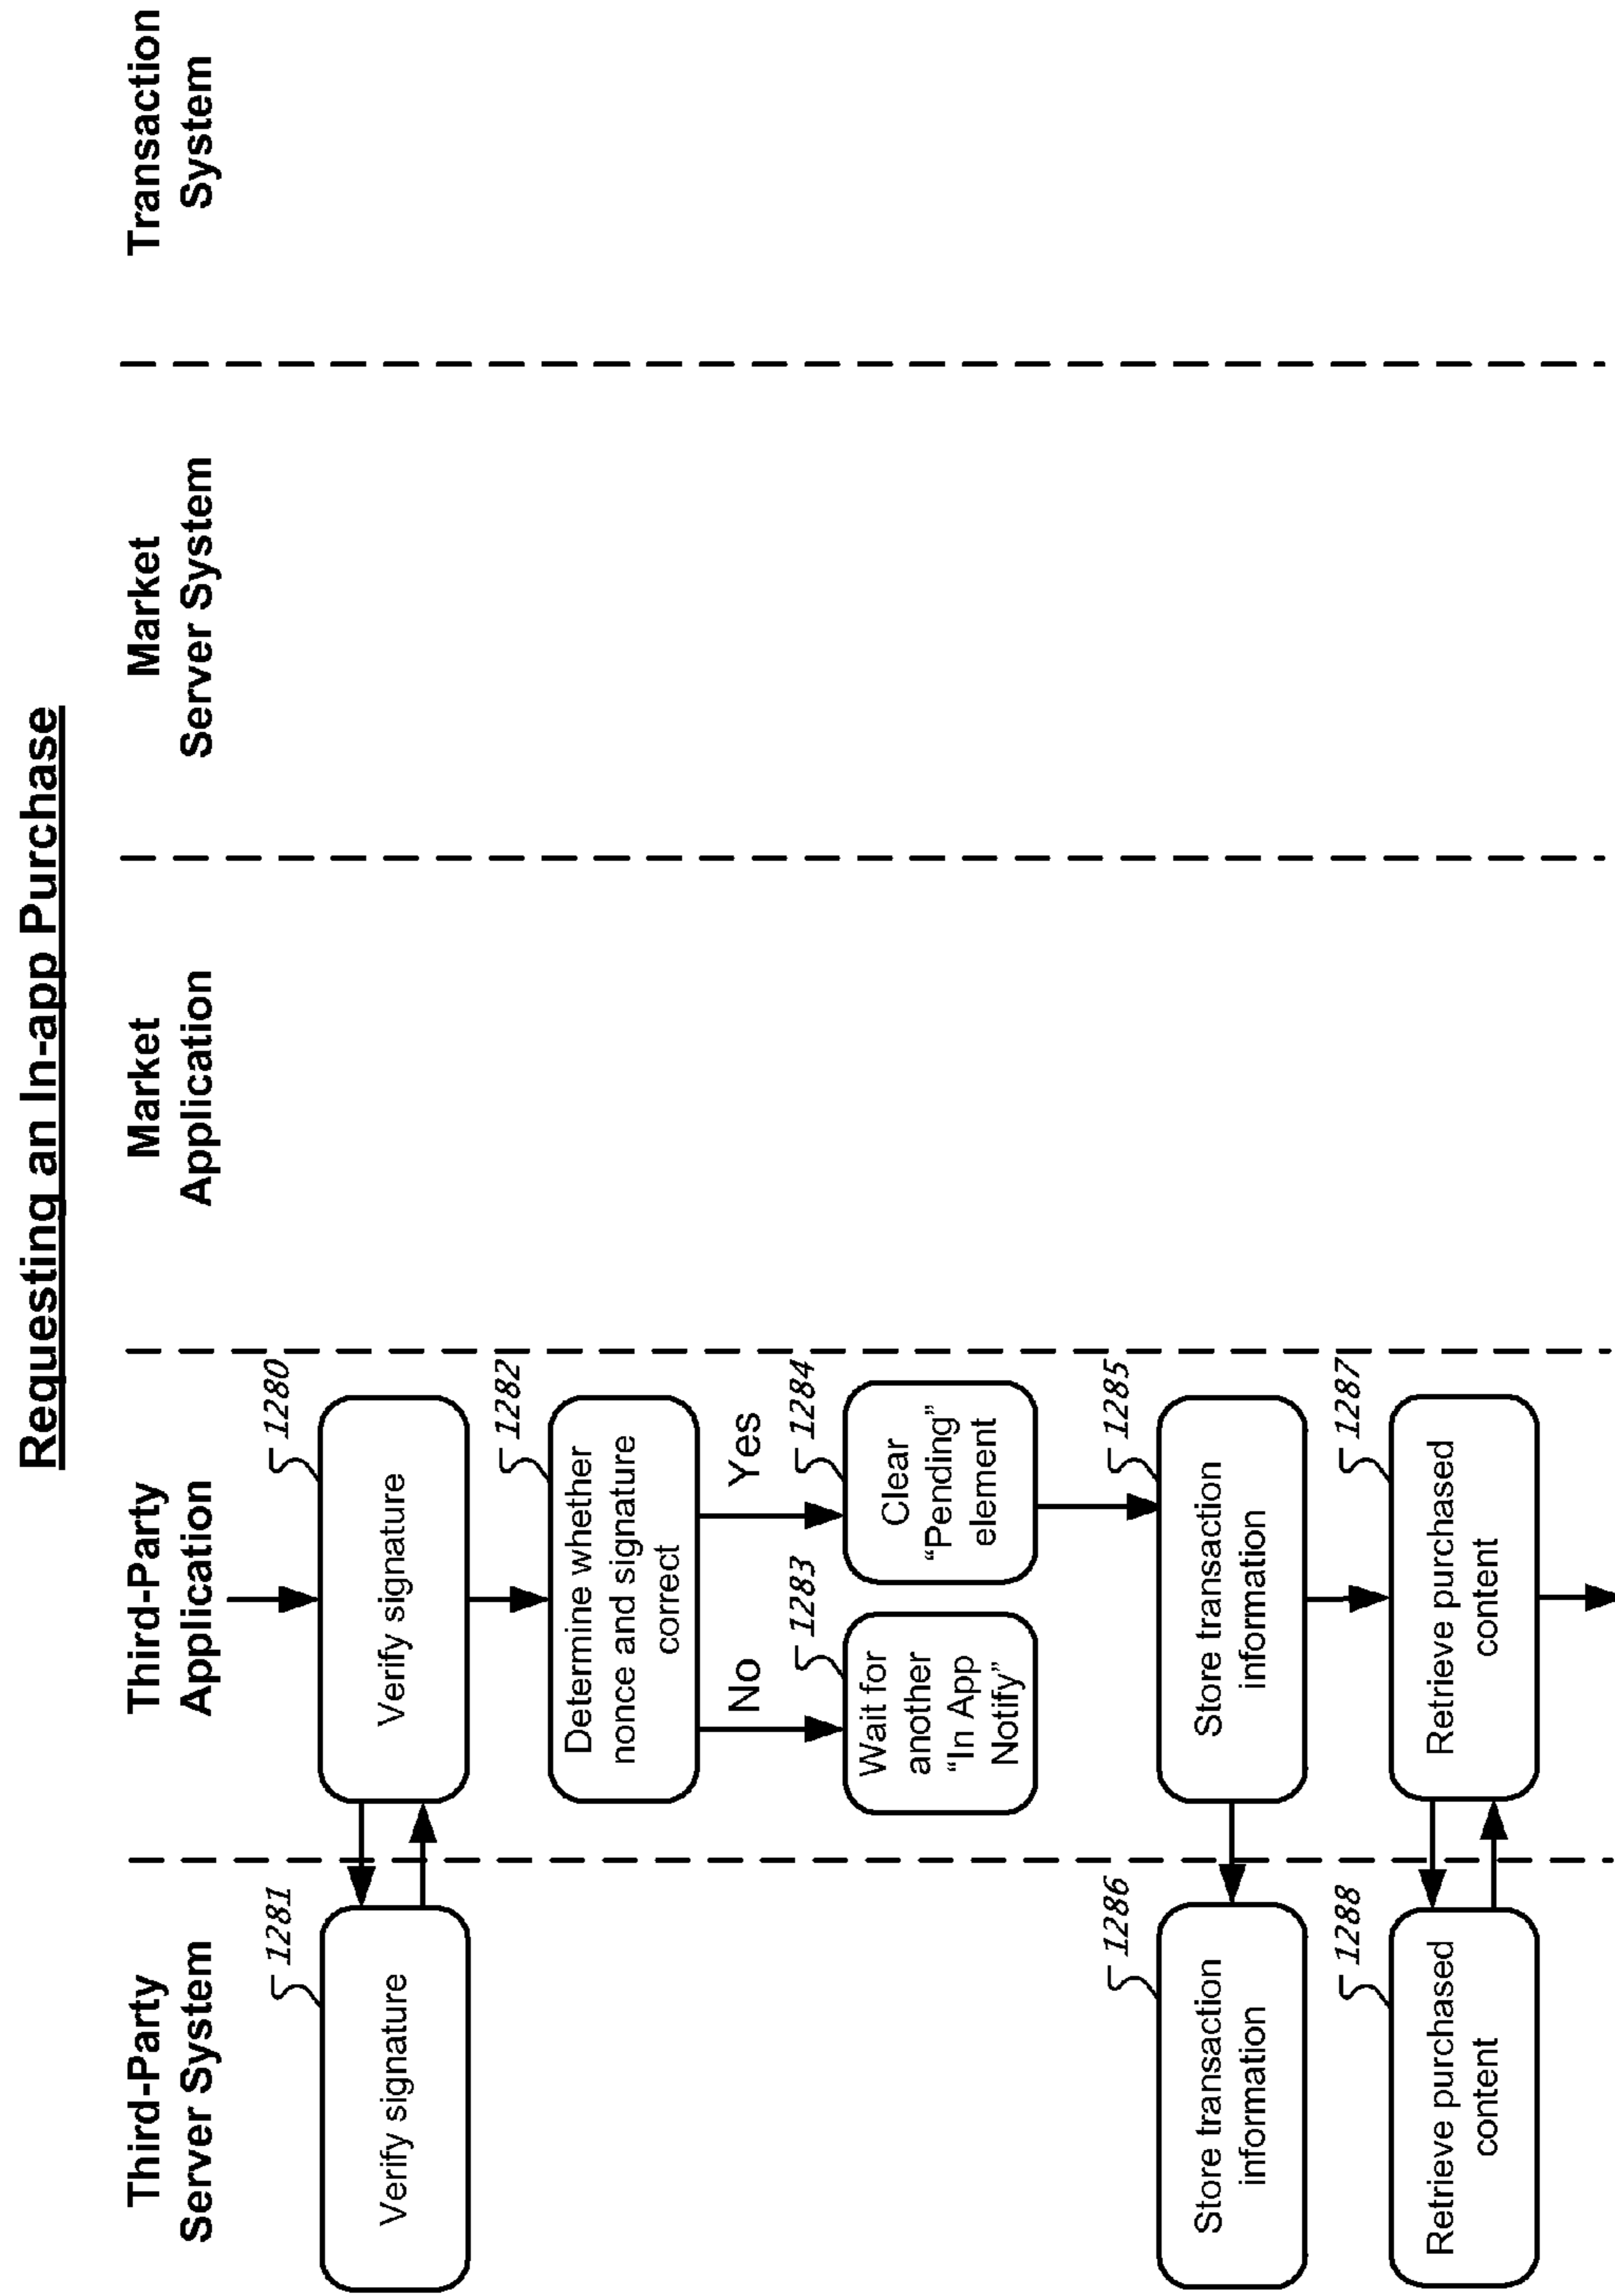 Requesting an In-app Purchase
Third-Party
Server System
Third-Party
Application
Market
Application
Market
Server System
Transaction
System
1281
Verify signature
1280
Verify signature
1282
Determine whether
nonce and signature
correct
No
Yes
1283
Wait for
another
“In App
Notify”
1284
Clear
“Pending”
element
1286
Store transaction
information
1285
Store transaction
information
1288
Retrieve purchased
content
1287
Retrieve purchased
content